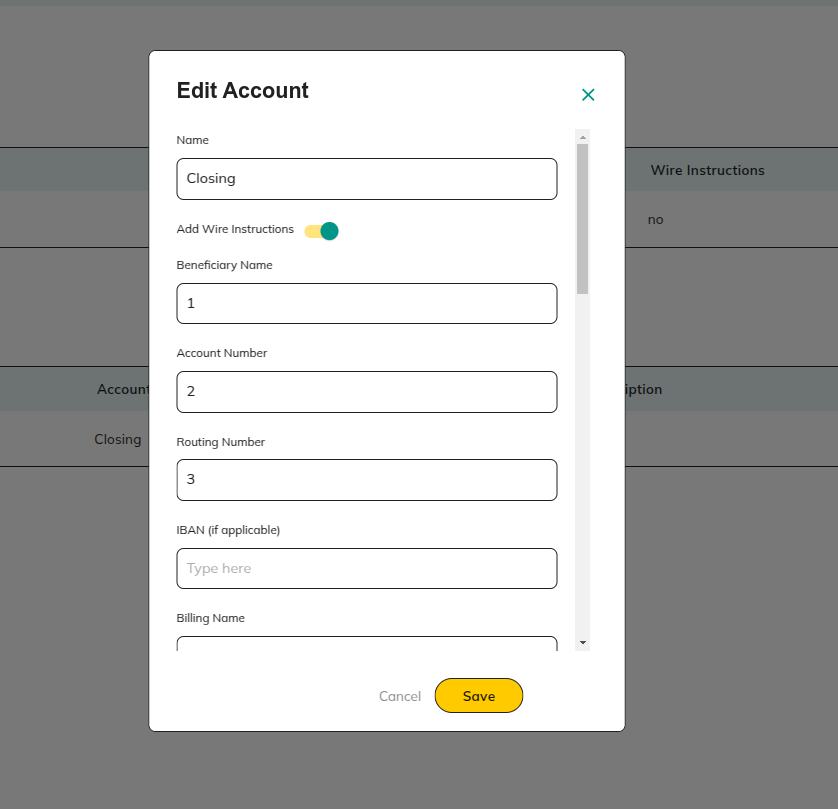 Edit Account
Name
Closing
Wire Instructions
no
Add Wire Instructions
Beneficiary Name
1
Account Number
2
Account
iption
Closing
Routing Number
3
IBAN (if applicable)
Type here
Billing Name
Cancel
Save